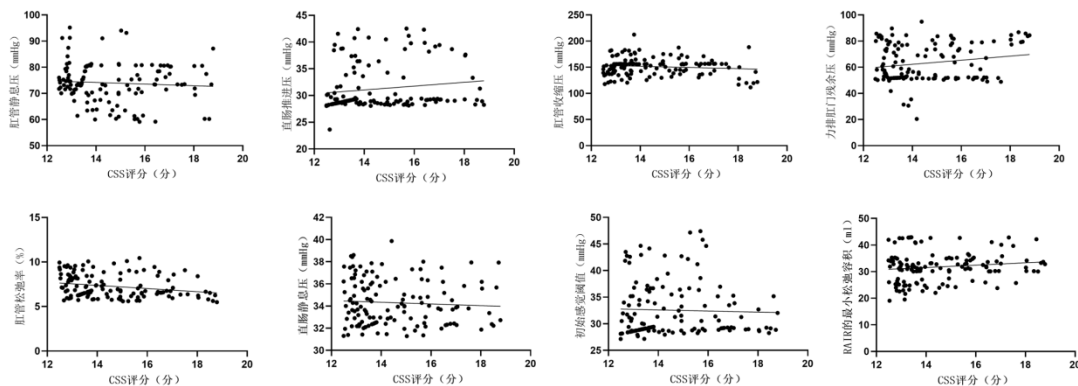 肛管静息压（mmHg）
100
90
80
70
60
50
12 14 16 18 20
CSS评分（分）
直肠推进压（mmHg）
45
40
35
30
25
20
12 14 16 18 20
CSS评分（分）
肛管收缩压（mmHg）
250
200
150
100
50
0
12 14 16 18 20
CSS评分（分）
力排肛门残余压（mmHg）
100
80
60
40
20
0
12 14 16 18 20
CSS评分（分）
肛管松弛率（%）
15
10
5
0
12 14 16 18 20
CSS评分（分）
直肠静息压（mmHg）
42
40
38
36
34
32
30
12 14 16 18 20
CSS评分（分）
初始感觉阈值（mmHg）
50
45
40
35
30
25
12 14 16 18 20
CSS评分（分）
RAIR的最小松弛容积（ml）
50
40
30
20
10
0
12 14 16 18 20
CSS评分（分）